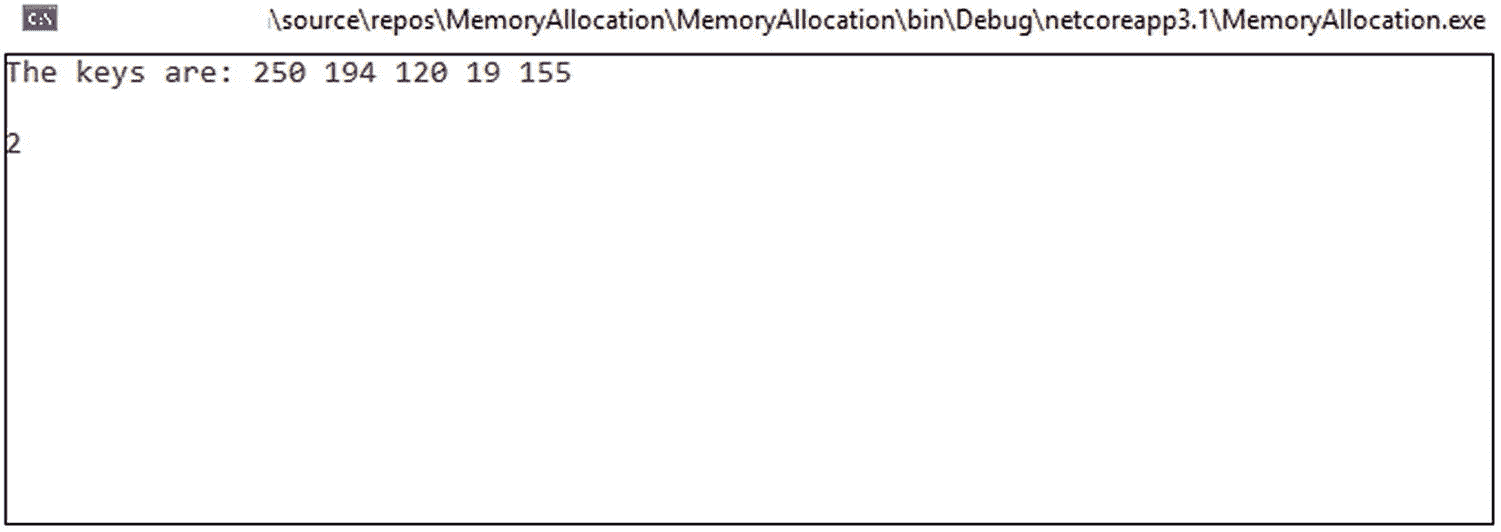 C:\
\source\repos\MemoryAllocation\MemoryAllocation\bin\Debug\netcoreapp3.1\MemoryAllocation.exe
The keys are: 250 194 120 19 155
2